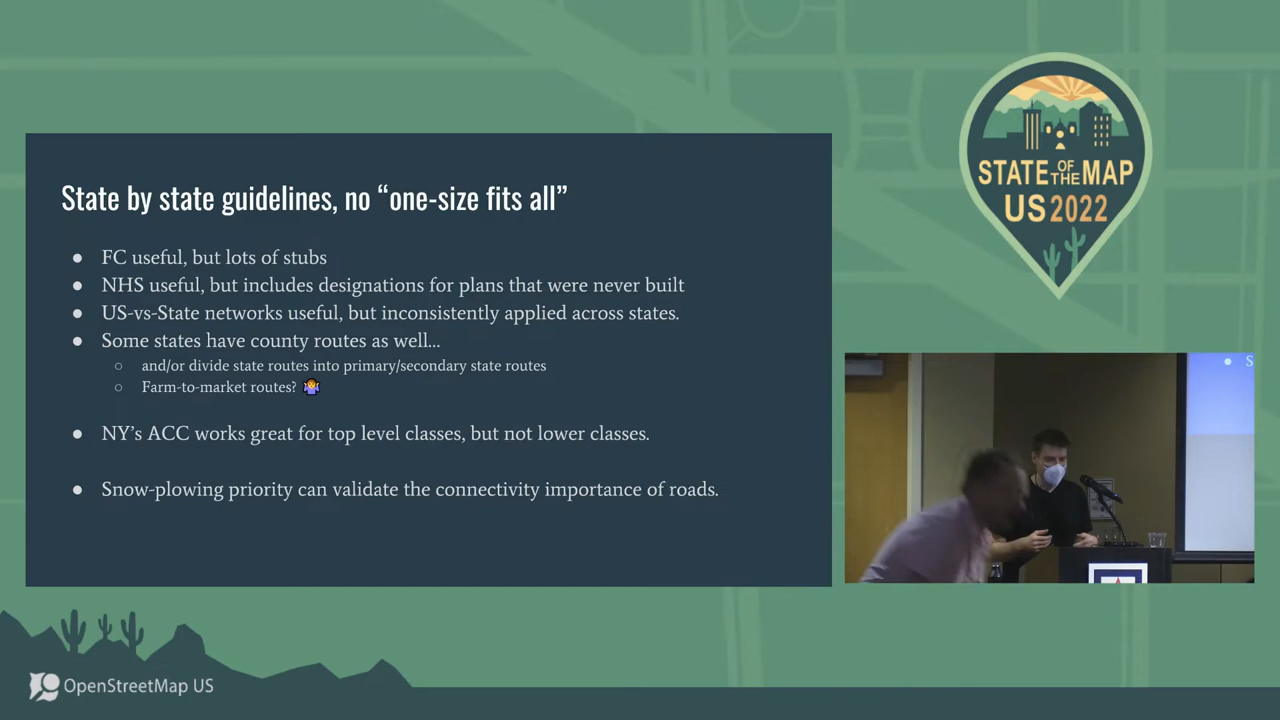 State by state guidelines, no “one-size fits all”
● FC useful, but lots of stubs
● NHS useful, but includes designations for plans that were never built
● US-vs-State networks useful, but inconsistently applied across states.
● Some states have county routes as well...
○ and/or divide state routes into primary/secondary state routes
○ Farm-to-market routes? 🤷‍♀️
● NY’s ACC works great for top level classes, but not lower classes.
● Snow-plowing priority can validate the connectivity importance of roads.
STATE OF THE MAP
US 2022
● S
OpenStreetMap US